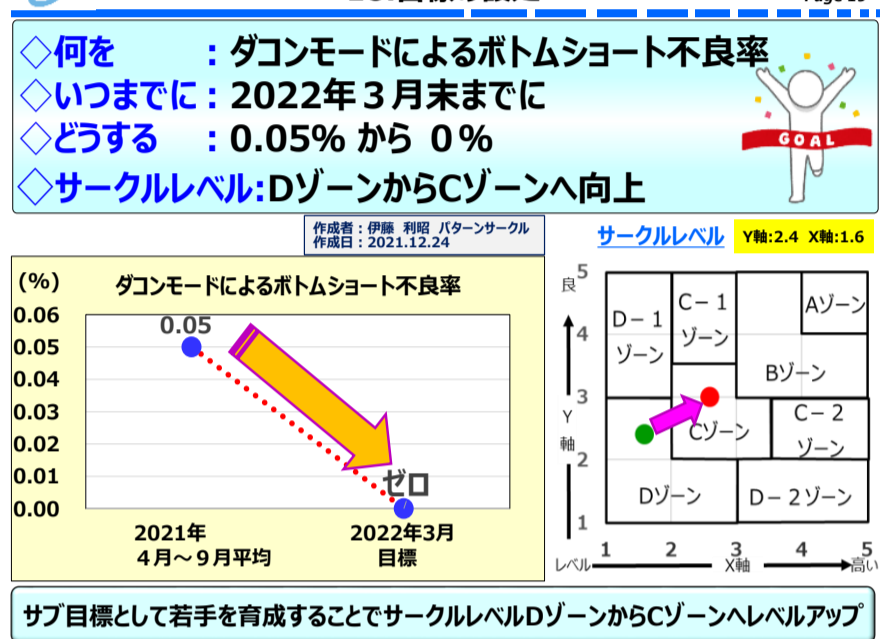 ◇何を　　　：ダコンモードによるボトムショート不良率
◇いつまでに：2022年３月末までに
◇どうする　：0.05% から ０％
◇サークルレベル:DゾーンからCゾーンへ向上
GOAL
作成者：伊藤 利昭 パターンサークル
作成日：2021.12.24
サークルレベル
Y軸:2.4 X軸:1.6
(%)
ダコンモードによるボトムショート不良率
0.06
0.05
0.04
0.03
0.02
0.01
0.00
0.05
ゼロ
2021年
４月～９月平均
2022年3月
目標
良
5
4
3
2
1
Y
軸
D－1
ゾーン
C－1
ゾーン
Aゾーン
Bゾーン
Cゾーン
C－2
ゾーン
Dゾーン
D－2ゾーン
1 2 3 4 5
レベル
X軸
高い
サブ目標として若手を育成することでサークルレベルDゾーンからCゾーンへレベルアップ